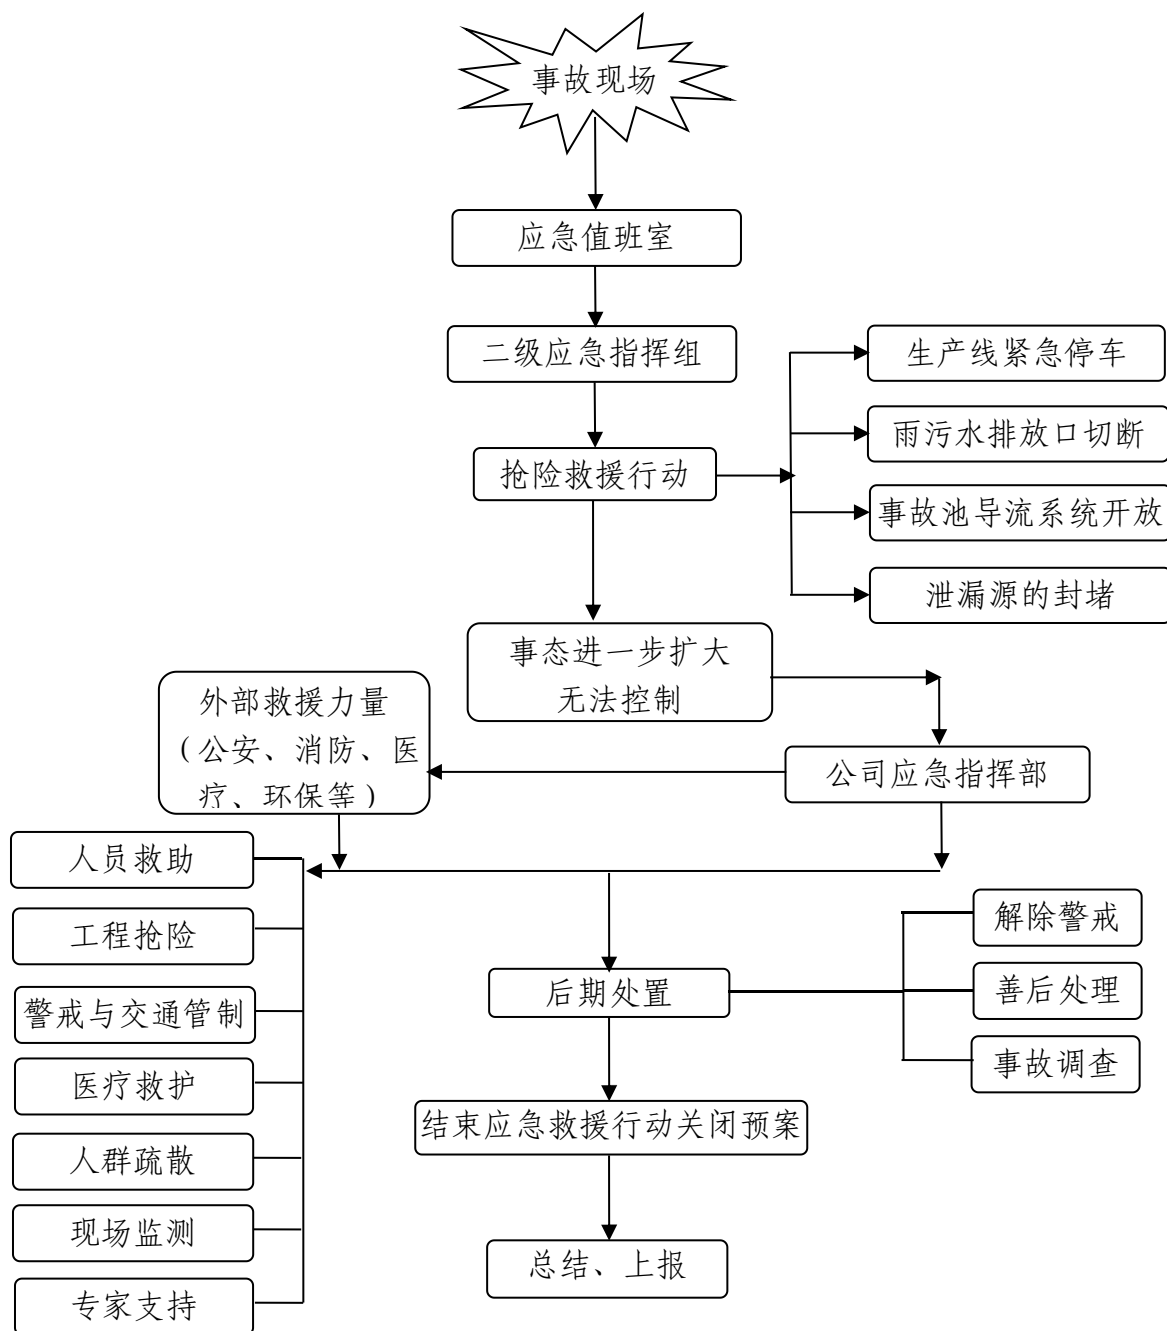 事故现场
应急值班室
二级应急指挥组
生产线紧急停车
雨污水排放口切断
抢险救援行动
事故池导流系统开放
泄漏源的封堵
事态进一步扩大
无法控制
外部救援力量
（公安、消防、医
疗、环保等）
公司应急指挥部
人员救助
工程抢险
警戒与交通管制
医疗救护
人群疏散
现场监测
专家支持
后期处置
解除警戒
善后处理
事故调查
结束应急救援行动关闭预案
总结、上报